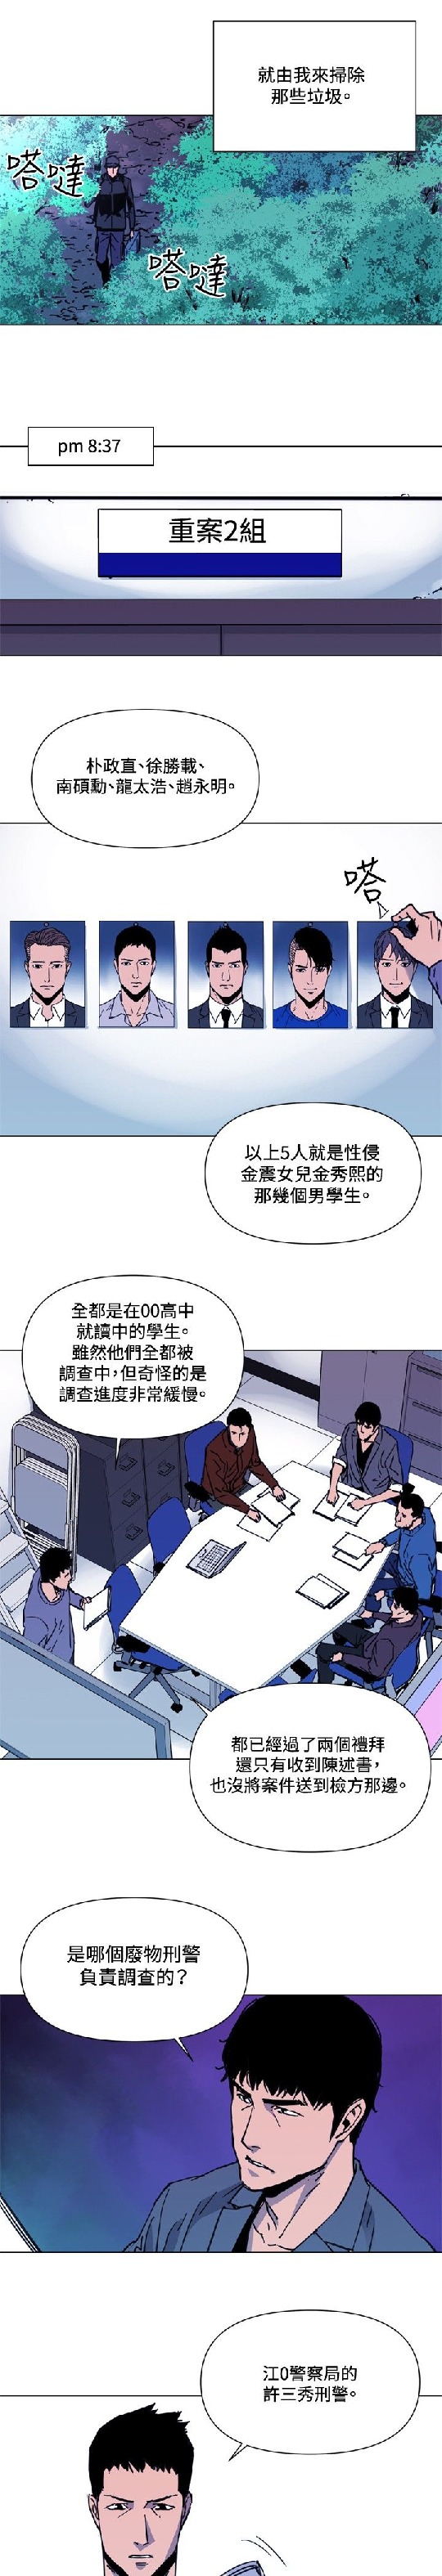 就由我來掃除
那些垃圾。
嗒噠
嗒噠
pm 8:37
重案2組
朴政直、徐勝載、
南碩勳、龍太浩、趙永明。
嗒
以上5人就是性侵
金震女兒金秀熙的
那幾個男學生。
全都是在00高中
就讀中的學生。
雖然他們全都被
調查中，但奇怪的是
調查進度非常緩慢。
都已經過了兩個禮拜
還只有收到陳述書，
也沒將案件送到檢方那邊。
是哪個廢物刑警
負責調查的？
江0警察局的
許三秀刑警。